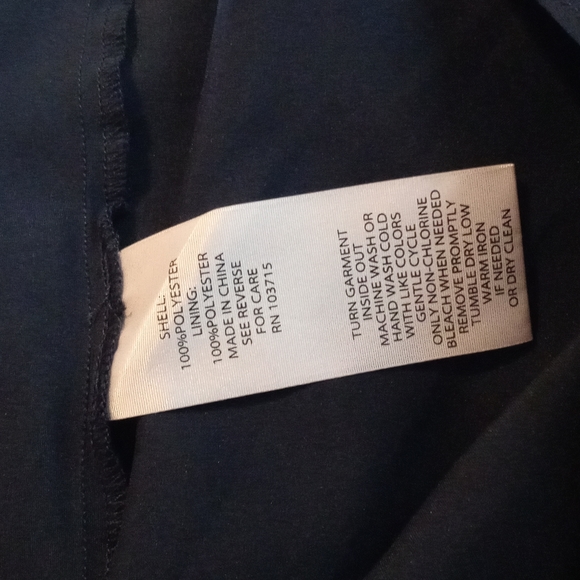 SHELL:
100%POLYESTER
LINING:
100%POLYESTER
MADE IN CHINA
SEE REVERSE
FOR CARE
RN 103715
TURN GARMENT
INSIDE OUT
MACHINE WASH OR
HAND WASH COLD
WITH LIKE COLORS
GENTLE CYCLE
ONLY NON-CHLORINE
BLEACH WHEN NEEDED
REMOVE PROMPTLY
TUMBLE DRY LOW
WARM IRON
IF NEEDED
OR DRY CLEAN